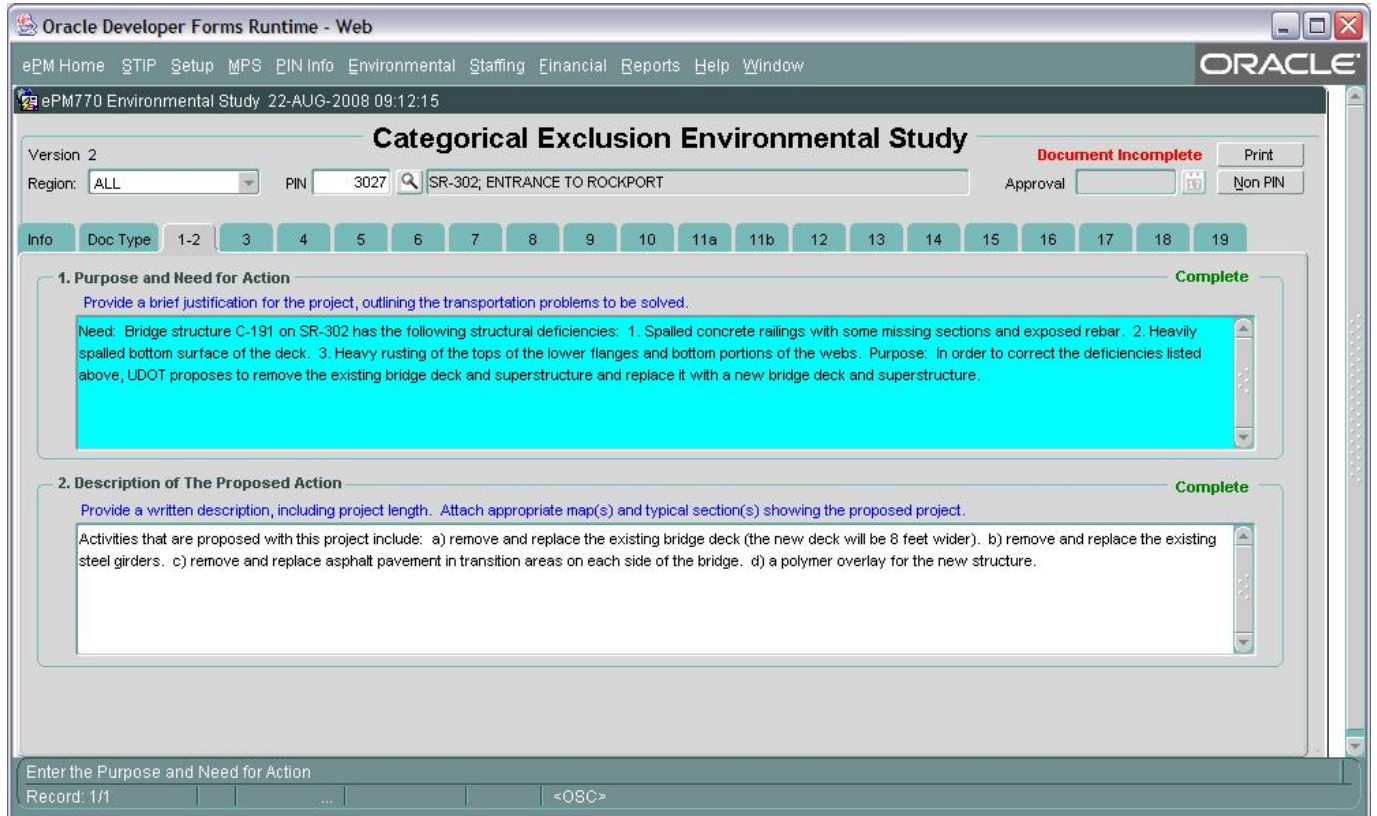 Oracle Developer Forms Runtime - Web
ePM Home STIP Setup MPS PIN Info Environmental Staffing Financial Reports Help Window
ORACLE
ePM770 Environmental Study 22-AUG-2008 09:12:15
Categorical Exclusion Environmental Study
Version 2
Document Incomplete Print
Region: ALL PIN 3027 SR-302; ENTRANCE TO ROCKPORT Approval Non PIN
Info Doc Type 1-2 3 4 5 6 7 8 9 10 11a 11b 12 13 14 15 16 17 18 19
1. Purpose and Need for Action Complete
Provide a brief justification for the project, outlining the transportation problems to be solved.
Need: Bridge structure C-191 on SR-302 has the following structural deficiencies: 1. Spalled concrete railings with some missing sections and exposed rebar. 2. Heavily
spalled bottom surface of the deck. 3. Heavy rusting of the tops of the lower flanges and bottom portions of the webs. Purpose: In order to correct the deficiencies listed
above, UDOT proposes to remove the existing bridge deck and superstructure and replace it with a new bridge deck and superstructure.
2. Description of The Proposed Action Complete
Provide a written description, including project length. Attach appropriate map(s) and typical section(s) showing the proposed project.
Activities that are proposed with this project include: a) remove and replace the existing bridge deck (the new deck will be 8 feet wider). b) remove and replace the existing
steel girders. c) remove and replace asphalt pavement in transition areas on each side of the bridge. d) a polymer overlay for the new structure.
Enter the Purpose and Need for Action
Record: 1/1 ... <OSC>